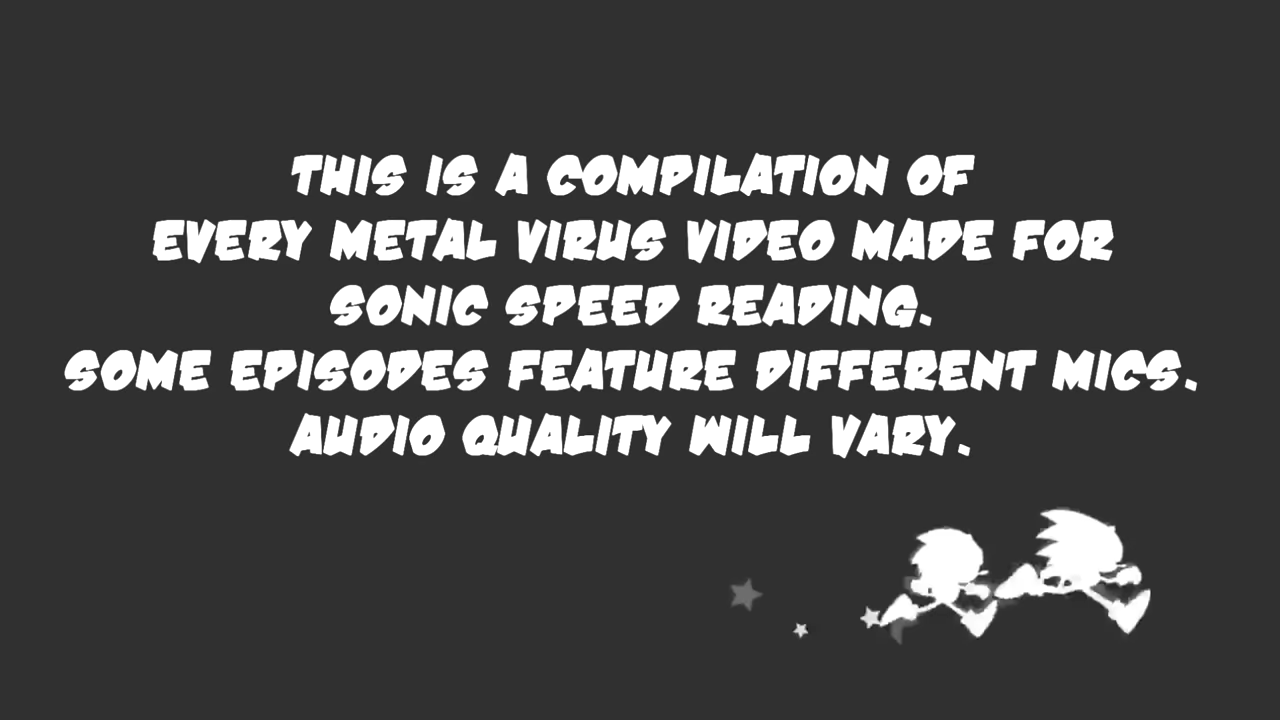 THIS IS A COMPILATION OF
EVERY METAL VIRUS VIDEO MADE FOR
SONIC SPEED READING.
SOME EPISODES FEATURE DIFFERENT MICS.
AUDIO QUALITY WILL VARY.